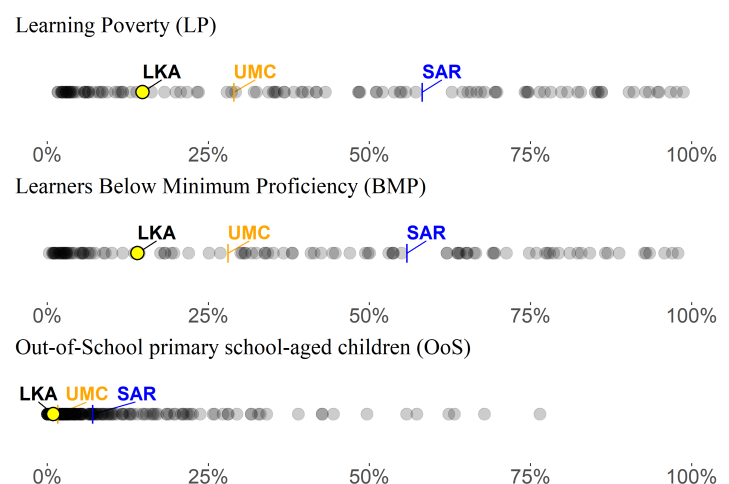 Learning Poverty (LP)
LKA UMC SAR
0% 25% 50% 75% 100%
Learners Below Minimum Proficiency (BMP)
LKA UMC SAR
0% 25% 50% 75% 100%
Out-of-School primary school-aged children (OoS)
LKA UMC SAR
0% 25% 50% 75% 100%